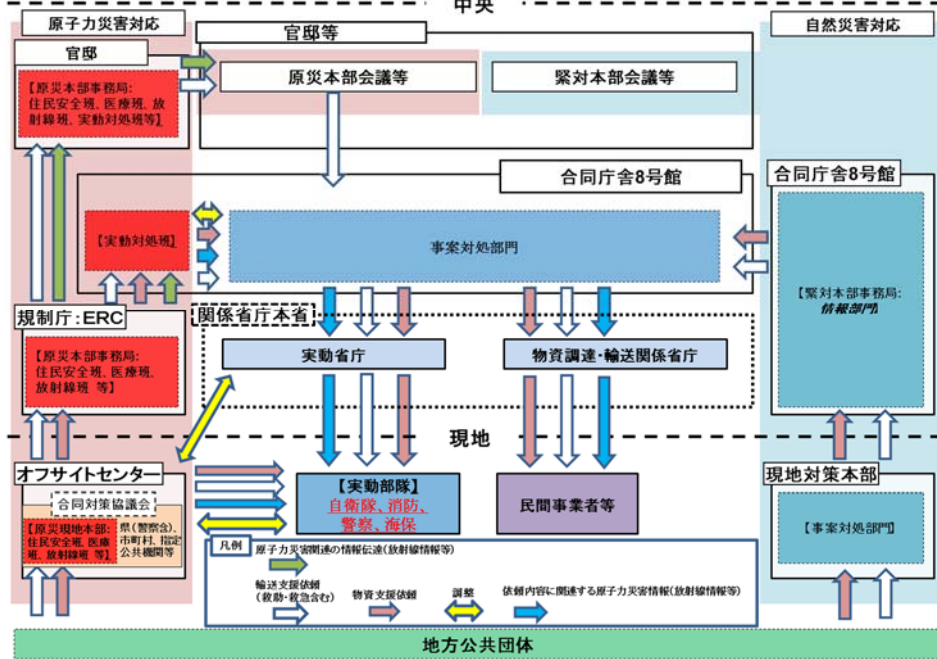 中央
原子力災害対応
官邸
【原災本部事務局:
住民安全班、医療班、放
射線班、実動対処班等】
官邸等
原災本部会議等
緊対本部会議等
自然災害対応
合同庁舎8号館
【実動対処班】
事案対処部門
合同庁舎8号館
【緊対本部事務局:
情報部門】
規制庁:ERC
【原災本部事務局:
住民安全班、医療班、
放射線班 等】
関係省庁本省
実動省庁
物資調達・輸送関係省庁
現地
オフサイトセンター
合同対策協議会
【原災現地本部:
住民安全班、医療
班、放射線班 等】
県(警察含)、
市町村、指定
公共機関等
【実動部隊】
自衛隊、消防、
警察、海保
民間事業者等
現地対策本部
【事案対処部門】
凡例
原子力災害関連の情報伝達(放射線情報等)
輸送支援依頼
(救助・救急含む)
物資支援依頼
調整
依頼内容に関連する原子力災害情報(放射線情報等)
地方公共団体